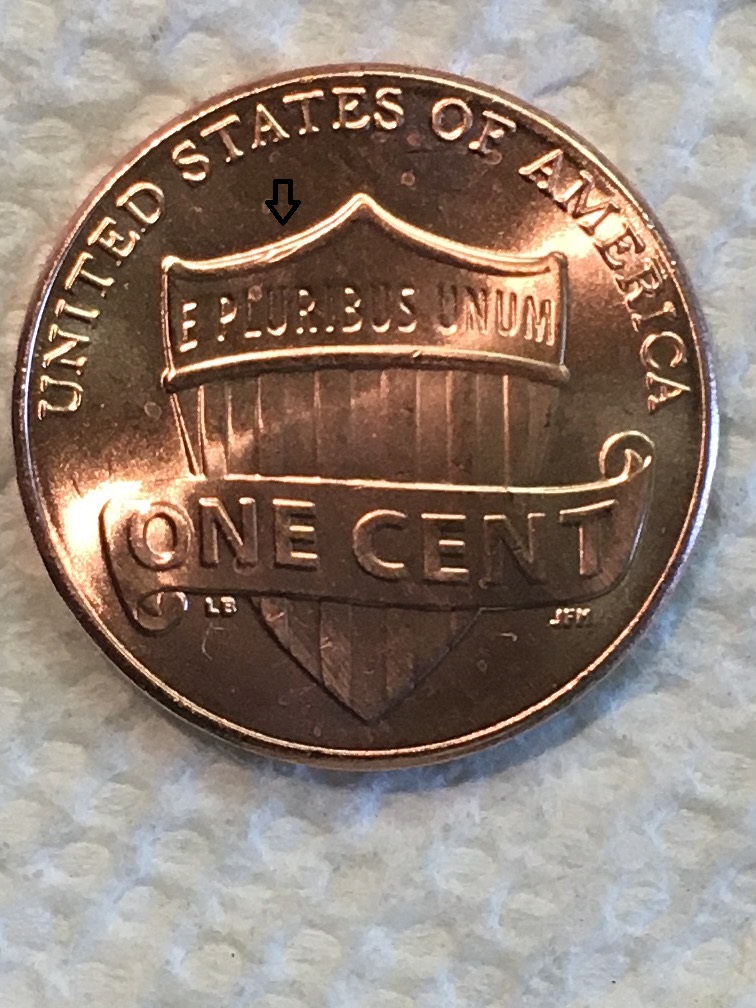 UNITED STATES OF AMERICA
E PLURIBUS UNUM
ONE CENT
LB
JFM